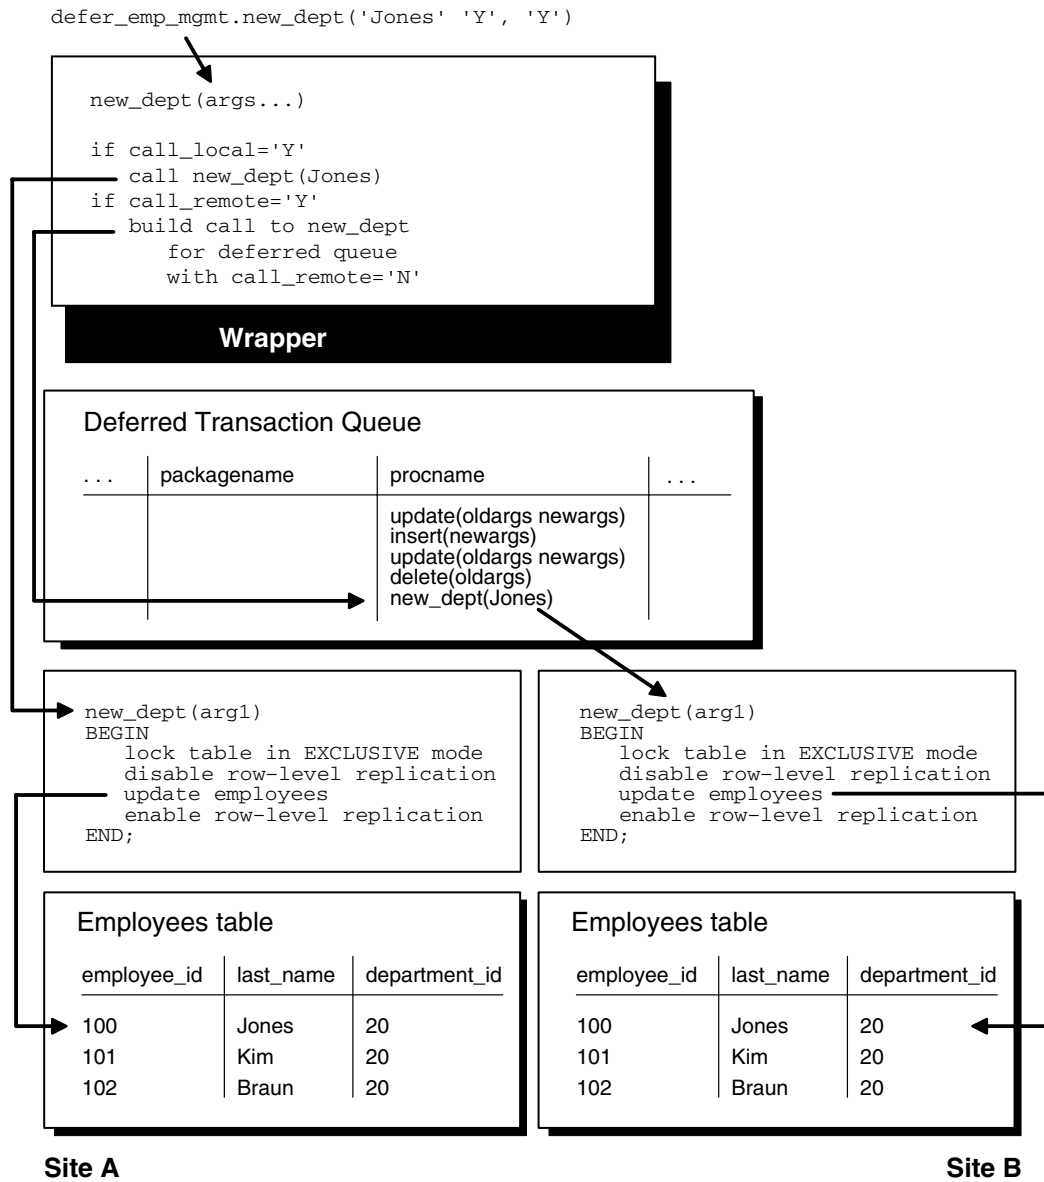 defer_emp_mgmt.new_dept('Jones' 'Y', 'Y')
new_dept(args...)
if call_local='Y'
call new_dept(Jones)
if call_remote='Y'
build call to new_dept
for deferred queue
with call_remote='N'
Wrapper
Deferred Transaction Queue
... packagename procname ...
update(oldargs newargs)
insert(newargs)
update(oldargs newargs)
delete(oldargs)
new_dept(Jones)
new_dept(arg1)
BEGIN
lock table in EXCLUSIVE mode
disable row-level replication
update employees
enable row-level replication
END;
new_dept(arg1)
BEGIN
lock table in EXCLUSIVE mode
disable row-level replication
update employees
enable row-level replication
END;
Employees table
employee_id last_name department_id
100 Jones 20
101 Kim 20
102 Braun 20
Employees table
employee_id last_name department_id
100 Jones 20
101 Kim 20
102 Braun 20
Site A
Site B